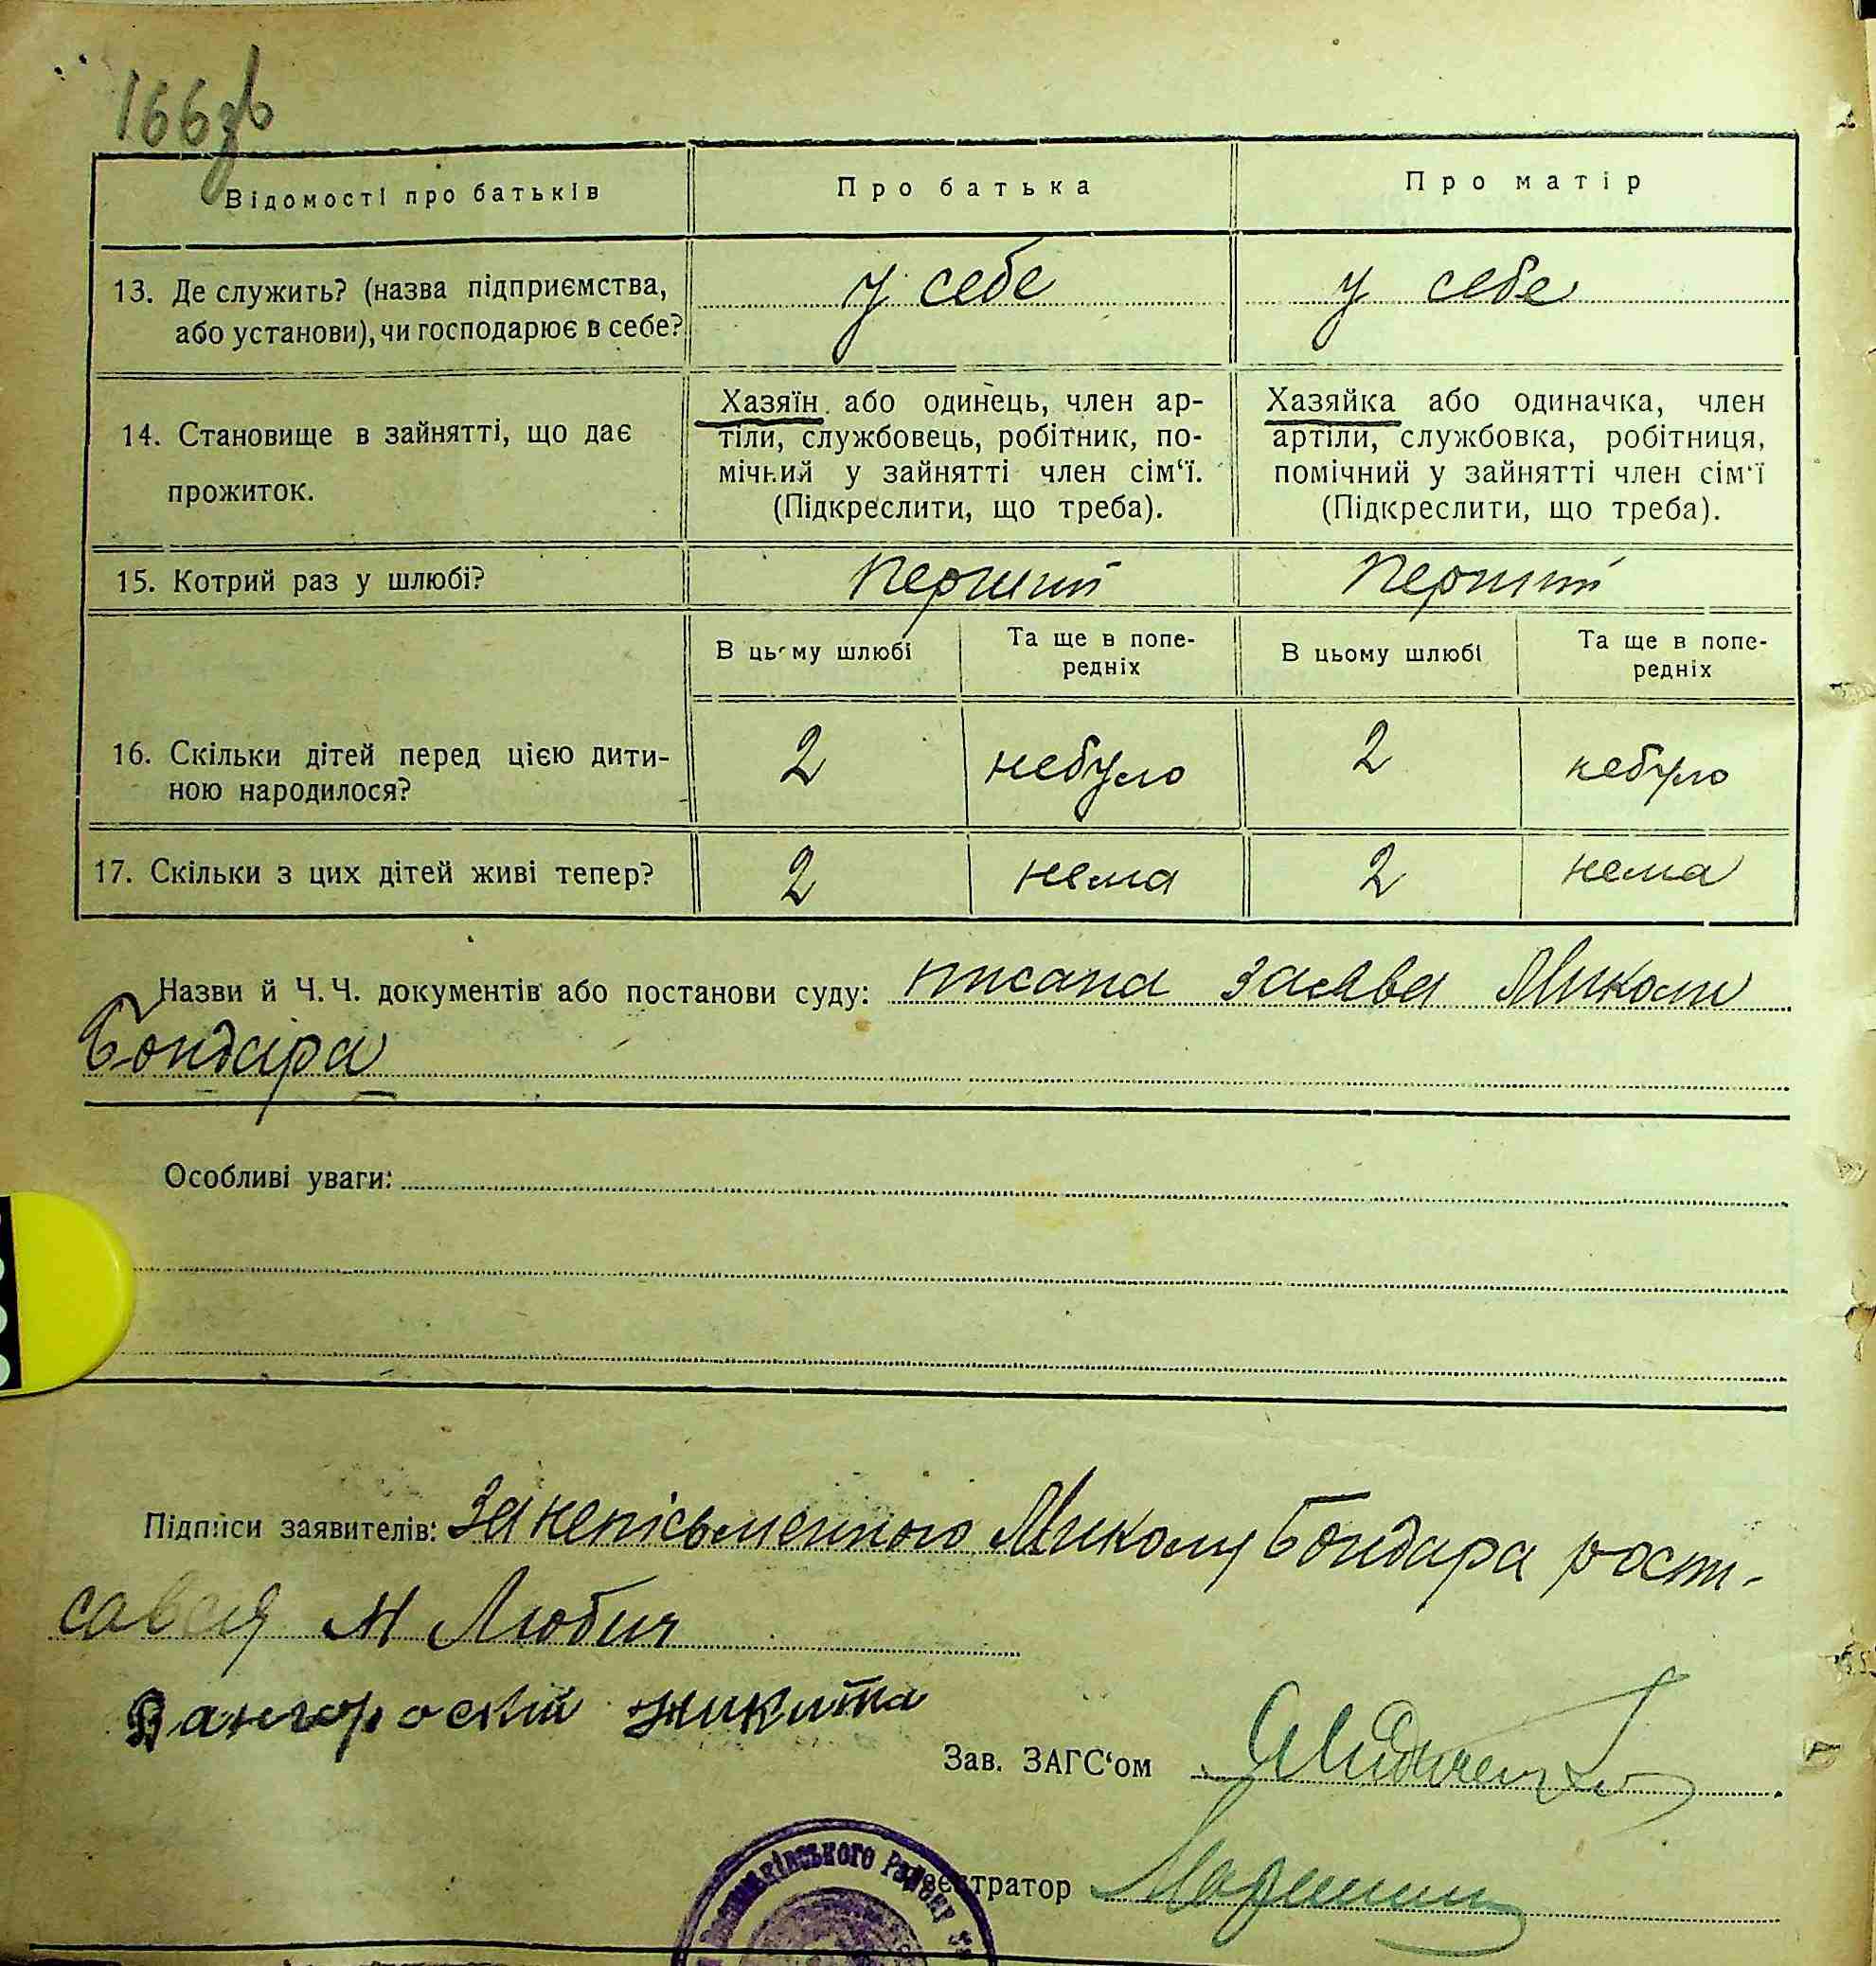 166зв
Відомості про батьків
Про батька
Про матір
13. Де служить? (назва підприємства,
або установи), чи господарює в себе?
у себе
у себе
14. Становище в зайнятті, що дає
прожиток.
Хазяїн або одинець, член ар-
тіли, службовець, робітник, по-
мічний у зайнятті член сім‘ї.
(Підкреслити, що треба).
Хазяйка або одиначка, член
артіли, службовка, робітниця,
помічний у зайнятті член сім‘ї
(Підкреслити, що треба).
15. Котрий раз у шлюбі?
Перший
Перший
В цьому шлюбі
Та ще в попе-
редніх
В цьому шлюбі
Та ще в попе-
редніх
16. Скільки дітей перед цією дити-
ною народилося?
2
небуло
2
небуло
17. Скільки з цих дітей живі тепер?
2
нема
2
нема
Назви й Ч.Ч. документів або постанови суду: писана заява Миколи
Бондара
Особливі уваги:
Підписи заявителів: За непісьменного Миколу Бондара рости-
савсія М Любич
никита
Зав. ЗАГС‘ом
Реєстратор
Району